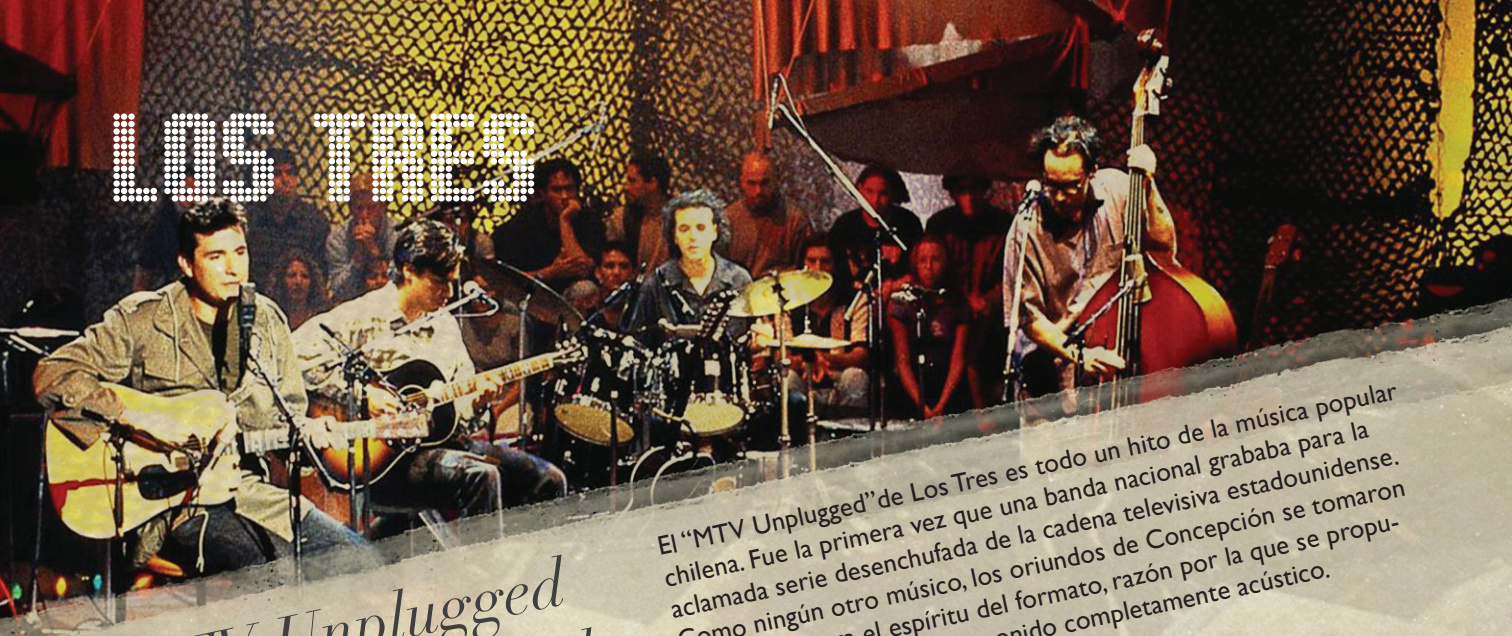 LOS TRES
V Unplugged
El “MTV Unplugged”de Los Tres es todo un hito de la música popular
chilena. Fue la primera vez que una banda nacional grababa para la
aclamada serie desenchufada de la cadena televisiva estadounidense.
Como ningún otro músico, los oriundos de Concepción se tomaron
el espíritu del formato, razón por la que se propu-
completamente acústico.